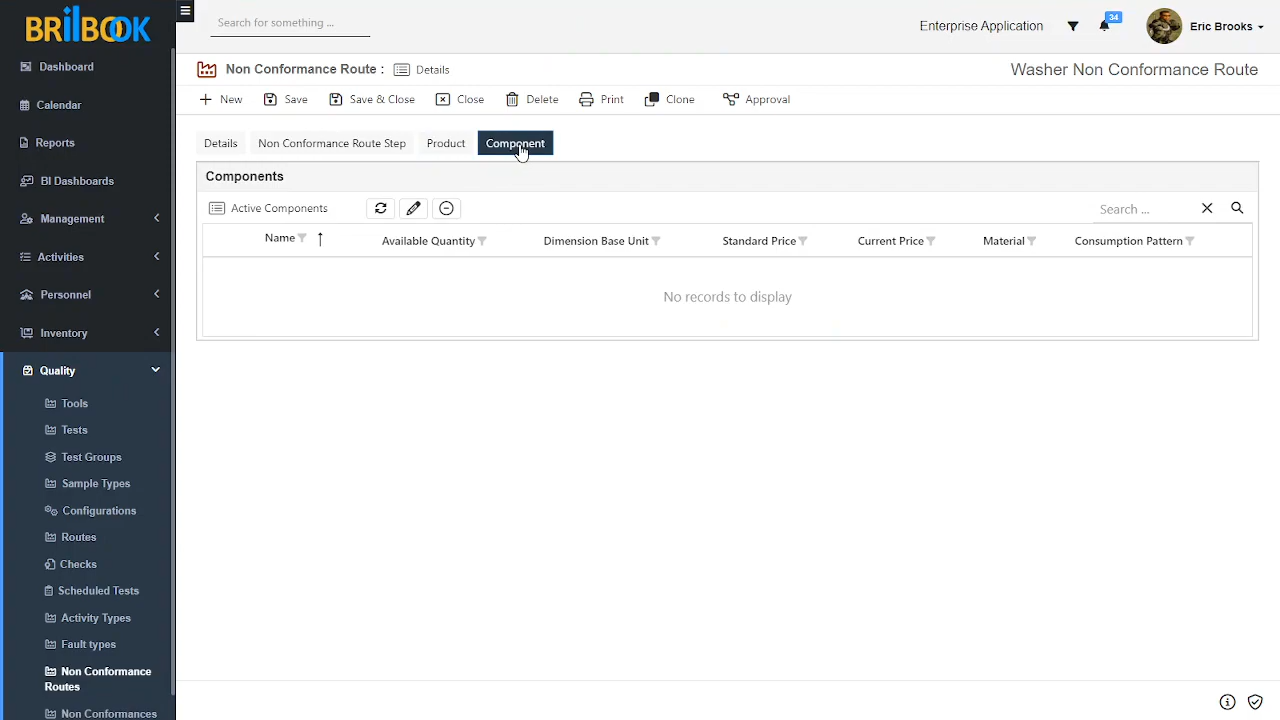 BRILBOOK
Search for something ...
Enterprise Application
34
Eric Brooks
Dashboard
Calendar
Reports
BI Dashboards
Management
Activities
Personnel
Inventory
Quality
Tools
Tests
Test Groups
Sample Types
Configurations
Routes
Checks
Scheduled Tests
Activity Types
Fault types
Non Conformance
Routes
Non Conformances
Non Conformance Route : Details
Washer Non Conformance Route
New Save Save & Close Close Delete Print Clone Approval
Details Non Conformance Route Step Product Component
Components
Active Components
Search ...
Name Available Quantity Dimension Base Unit Standard Price Current Price Material Consumption Pattern
No records to display